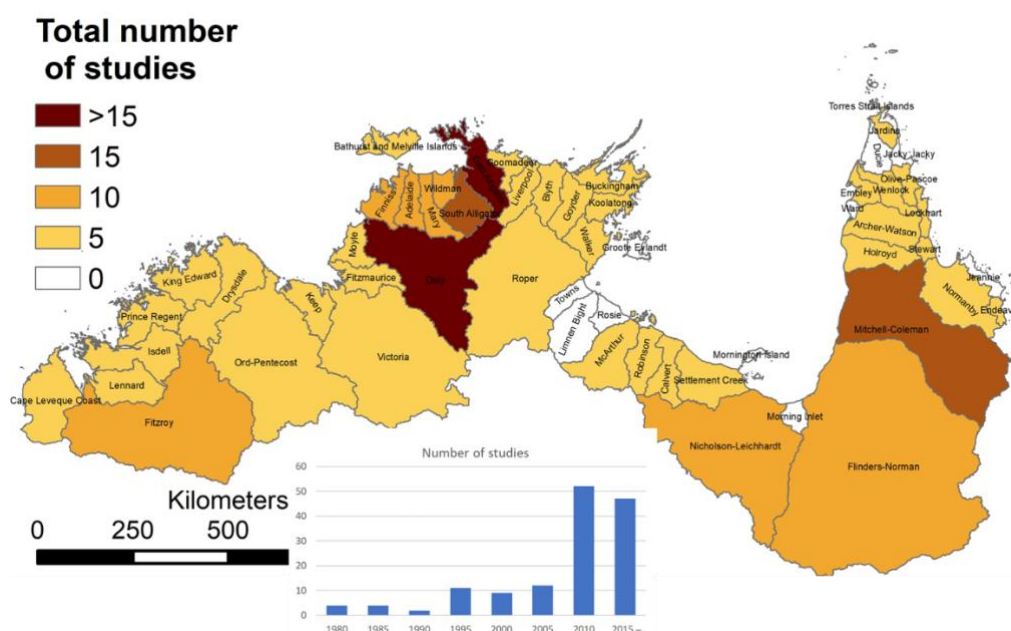 Total number
of studies
>15
15
10
5
0
Torres Strait Islands
Jardine
Ducie
Jacky Jacky
Olive-Pascoe
Wenlock
Embley
Ward
Lockhart
Archer-Watson
Stewart
Holroyd
Jeannie
Normanby
Mitchell-Coleman
Flinders-Norman
Bathurst and Melville Islands
Goomadeer
Liverpool
Blyth
Goyder
Buckingham
Koolatong
Walker
Groote Eylandt
Finniss
Adelaide
Mary
Wildman
South Alligator
Moyle
Daly
Fitzmaurice
Roper
Towns
Limmen Bight
Rosie
McArthur
Robinson
Calvert
Settlement Creek
Mornington Island
Morning Inlet
Nicholson-Leichhardt
King Edward
Drysdale
Keep
Prince Regent
Isdell
Ord-Pentecost
Victoria
Lennard
Cape Leveque Coast
Fitzroy
Kilometers
0 250 500
Number of studies
60
50
40
30
20
10
0
1980 1985 1990 1995 2000 2005 2010 2015 –